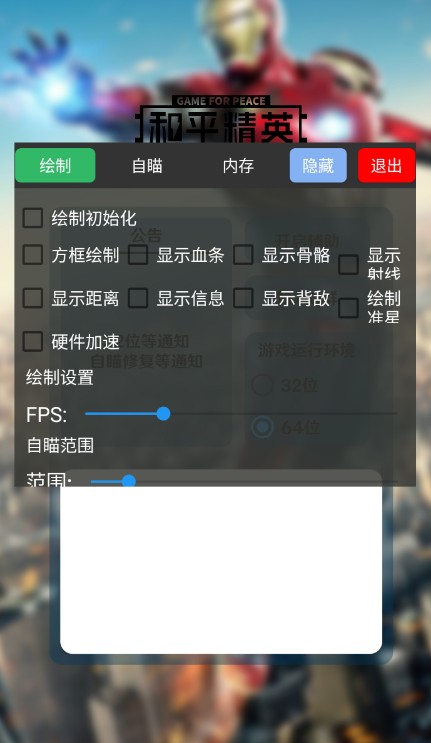 GAME FOR PEACE
和平精英
绘制 自瞄 内存 隐藏 退出
绘制初始化
公告
方框绘制 显示血条 显示骨骼 显示射线
显示距离 显示信息 显示背敌 绘制准星
硬件加速 位等通知
自瞄修复等通知 游戏运行环境
绘制设置
32位
FPS:
64位
自瞄范围
范围: